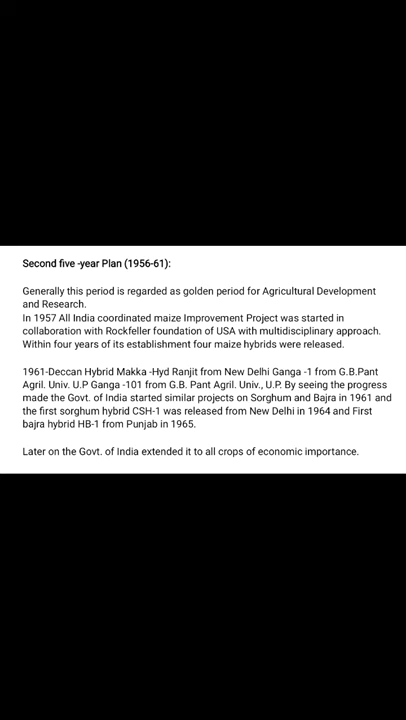 Second five -year Plan (1956-61):
Generally this period is regarded as golden period for Agricultural Development
and Research.
In 1957 All India coordinated maize Improvement Project was started in
collaboration with Rockfeller foundation of USA with multidisciplinary approach.
Within four years of its establishment four maize hybrids were released.
1961-Deccan Hybrid Makka -Hyd Ranjit from New Delhi Ganga -1 from G.B.Pant
Agril. Univ. U.P Ganga -101 from G.B. Pant Agril. Univ., U.P. By seeing the progress
made the Govt. of India started similar projects on Sorghum and Bajra in 1961 and
the first sorghum hybrid CSH-1 was released from New Delhi in 1964 and First
bajra hybrid HB-1 from Punjab in 1965.
Later on the Govt. of India extended it to all crops of economic importance.